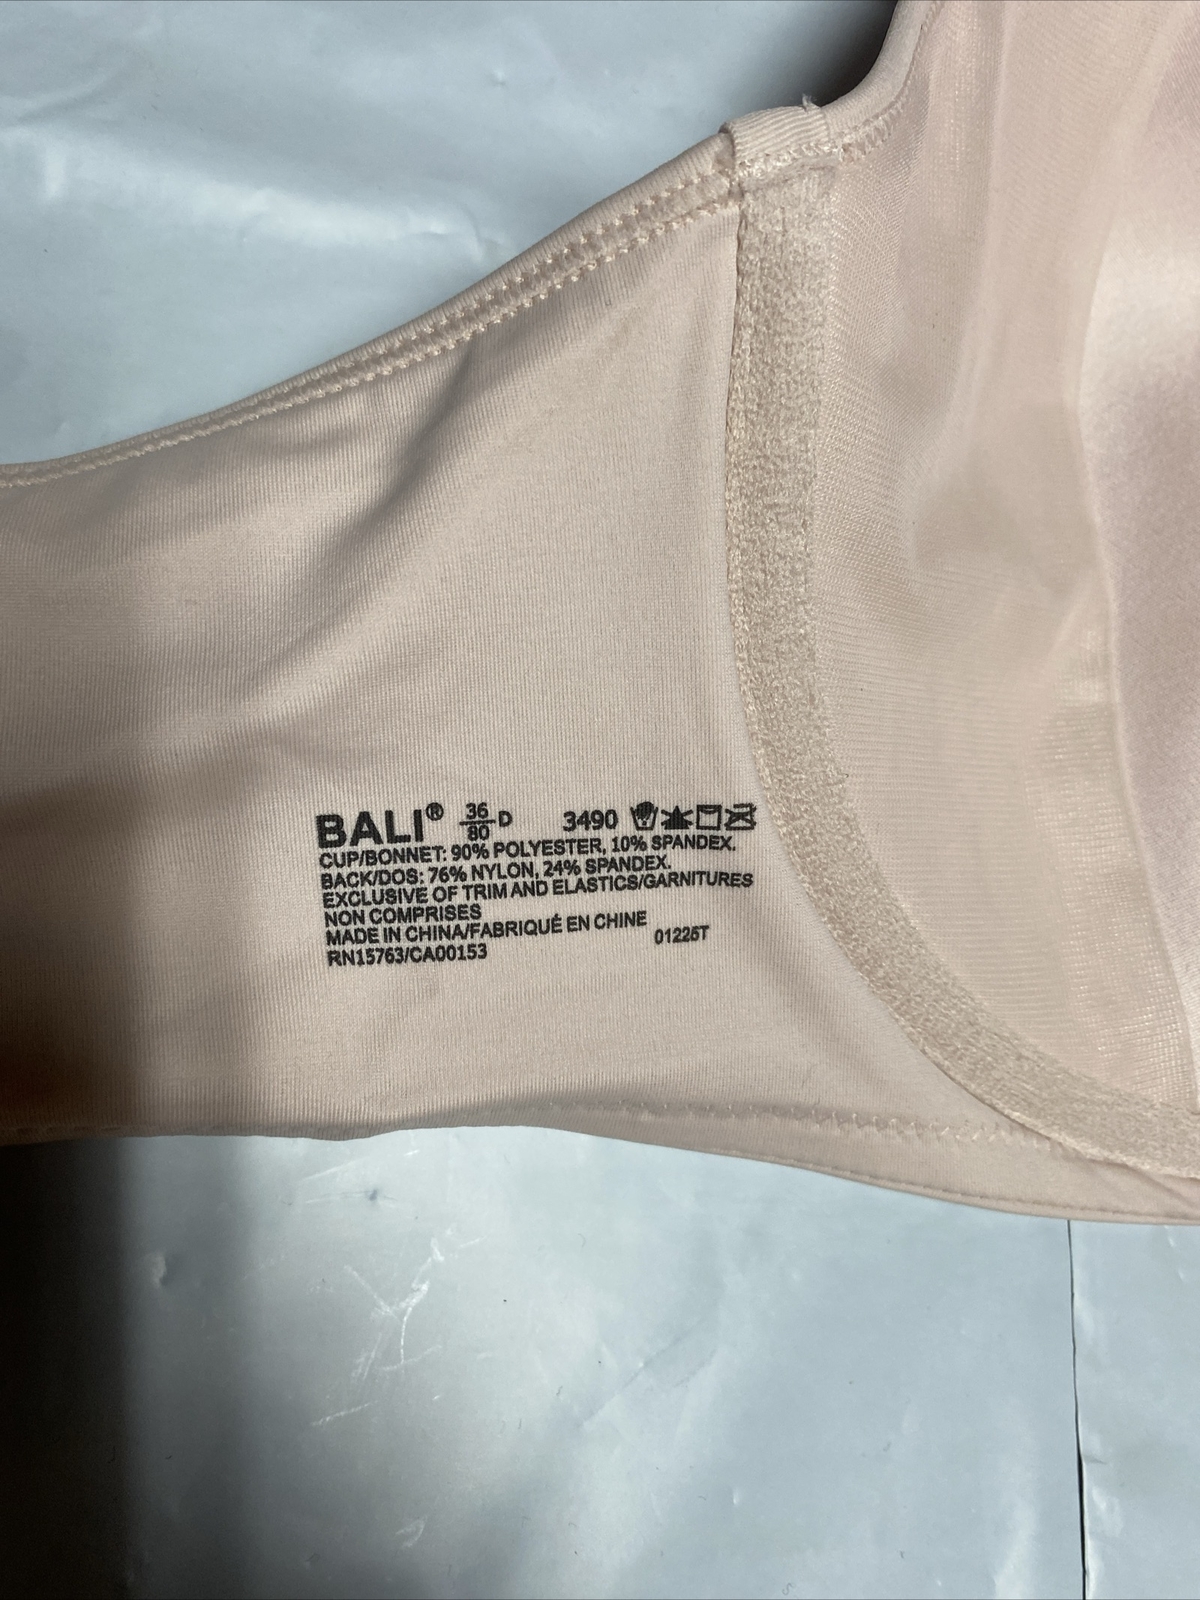 BALI® 36/80 D 3490
CUP/BONNET: 90% POLYESTER, 10% SPANDEX.
BACK/DOS: 76% NYLON, 24% SPANDEX.
EXCLUSIVE OF TRIM AND ELASTICS/GARNITURES
NON COMPRISES
MADE IN CHINA/FABRIQUÉ EN CHINE
RN15763/CA00153 01225T